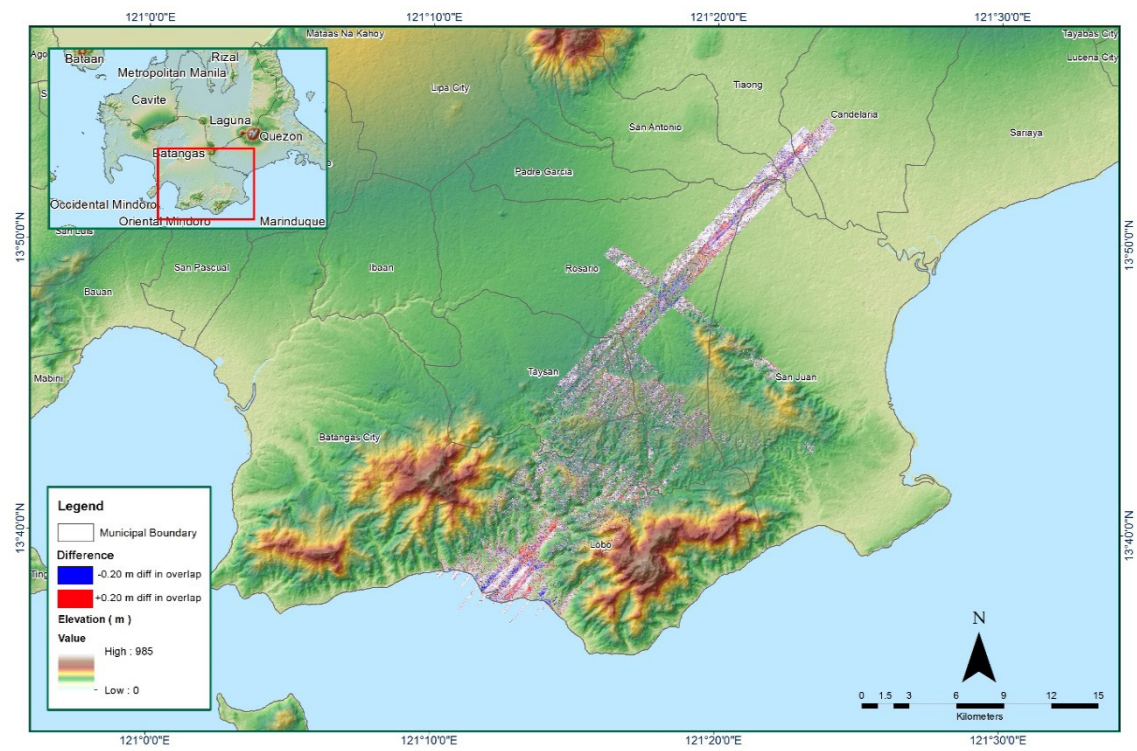 121°0'0"E
121°10'0"E
121°20'0"E
121°30'0"E
Mataas Na Kahoy
Tayabas City
Lucena City
Bataan
Rizal
Metropolitan Manila
Cavite
Laguna
Quezon
Batangas
Occidental Mindoro
Oriental Mindoro
Marinduque
Lipa City
Tiaong
Candelaria
San Antonio
Sariaya
Padre Garcia
13°50'0"N
13°50'0"N
San Luis
San Pascual
Ibaan
Rosario
Bauan
Mabini
Taysan
San Juan
Batangas City
Lobo
13°40'0"N
13°40'0"N
Ting
Legend
Municipal Boundary
Difference
-0.20 m diff in overlap
+0.20 m diff in overlap
Elevation ( m )
Value
High : 985
Low : 0
N
0 1.5 3 6 9 12 15
Kilometers
121°0'0"E
121°10'0"E
121°20'0"E
121°30'0"E